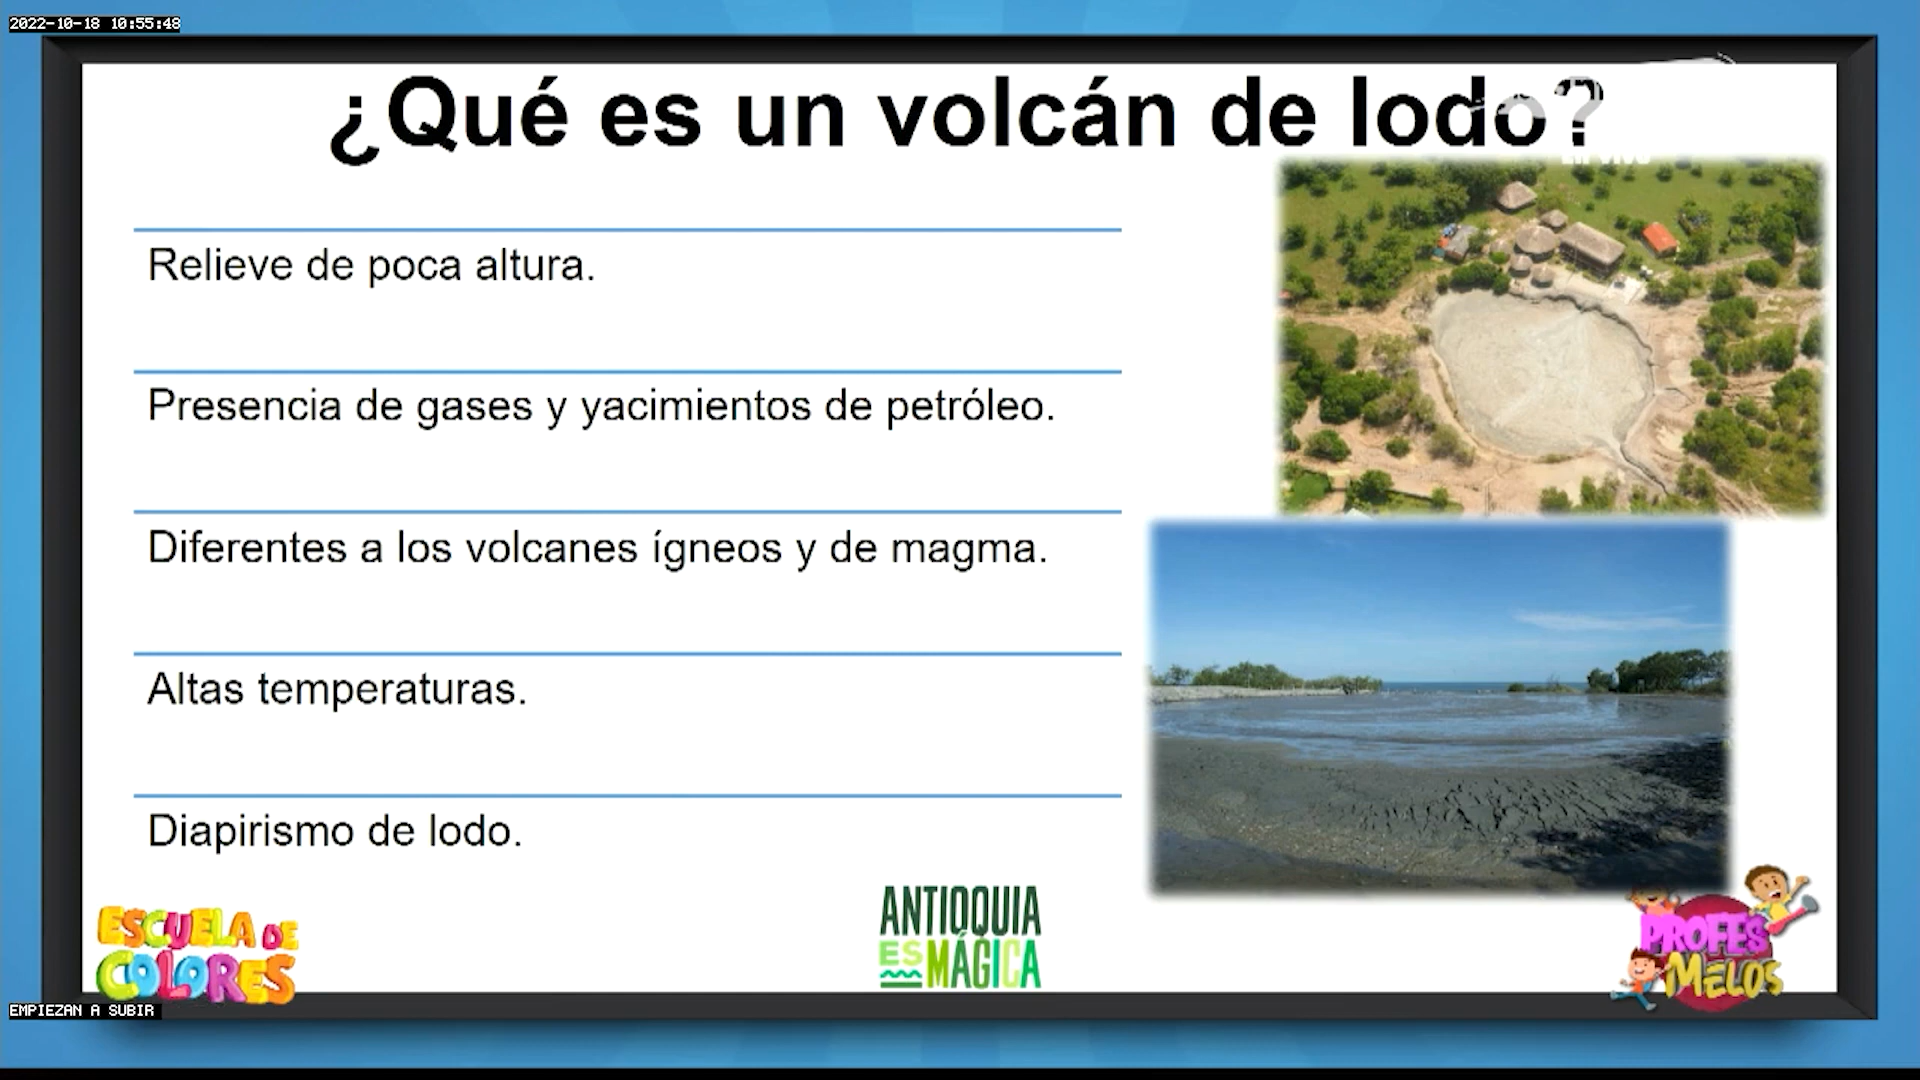 2022-10-18 10:55:48
¿Qué es un volcán de lodo?
EN VIVO
Relieve de poca altura.
Presencia de gases y yacimientos de petróleo.
Diferentes a los volcanes ígneos y de magma.
Altas temperaturas.
Diapirismo de lodo.
ESCUELA DE
COLORES
ANTIOQUIA
ES MÁGICA
PROFES
MELOS
EMPIEZAN A SUBIR